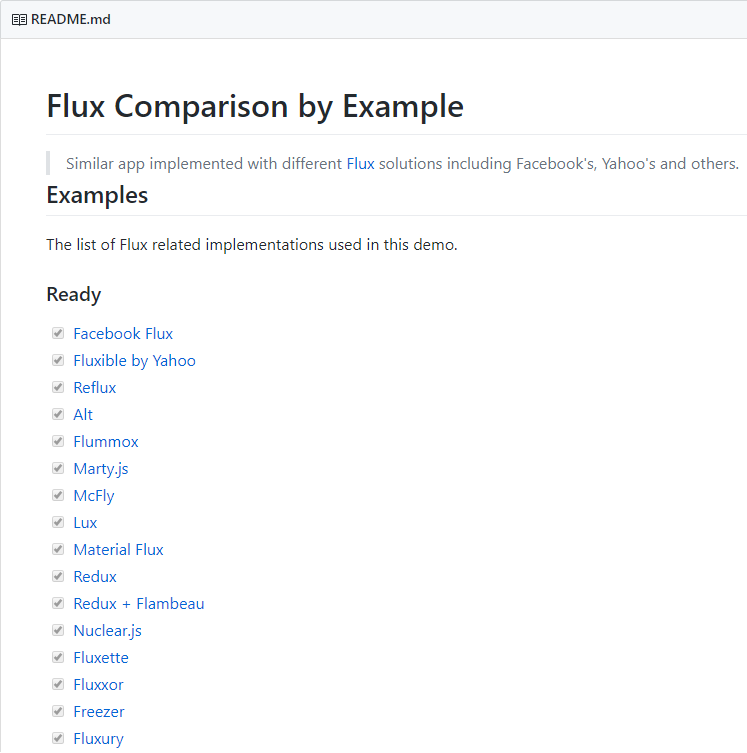 README.md
Flux Comparison by Example
Similar app implemented with different Flux solutions including Facebook's, Yahoo's and others.
Examples
The list of Flux related implementations used in this demo.
Ready
Facebook Flux
Fluxible by Yahoo
Reflux
Alt
Flummox
Marty.js
McFly
Lux
Material Flux
Redux
Redux + Flambeau
Nuclear.js
Fluxette
Fluxxor
Freezer
Fluxury